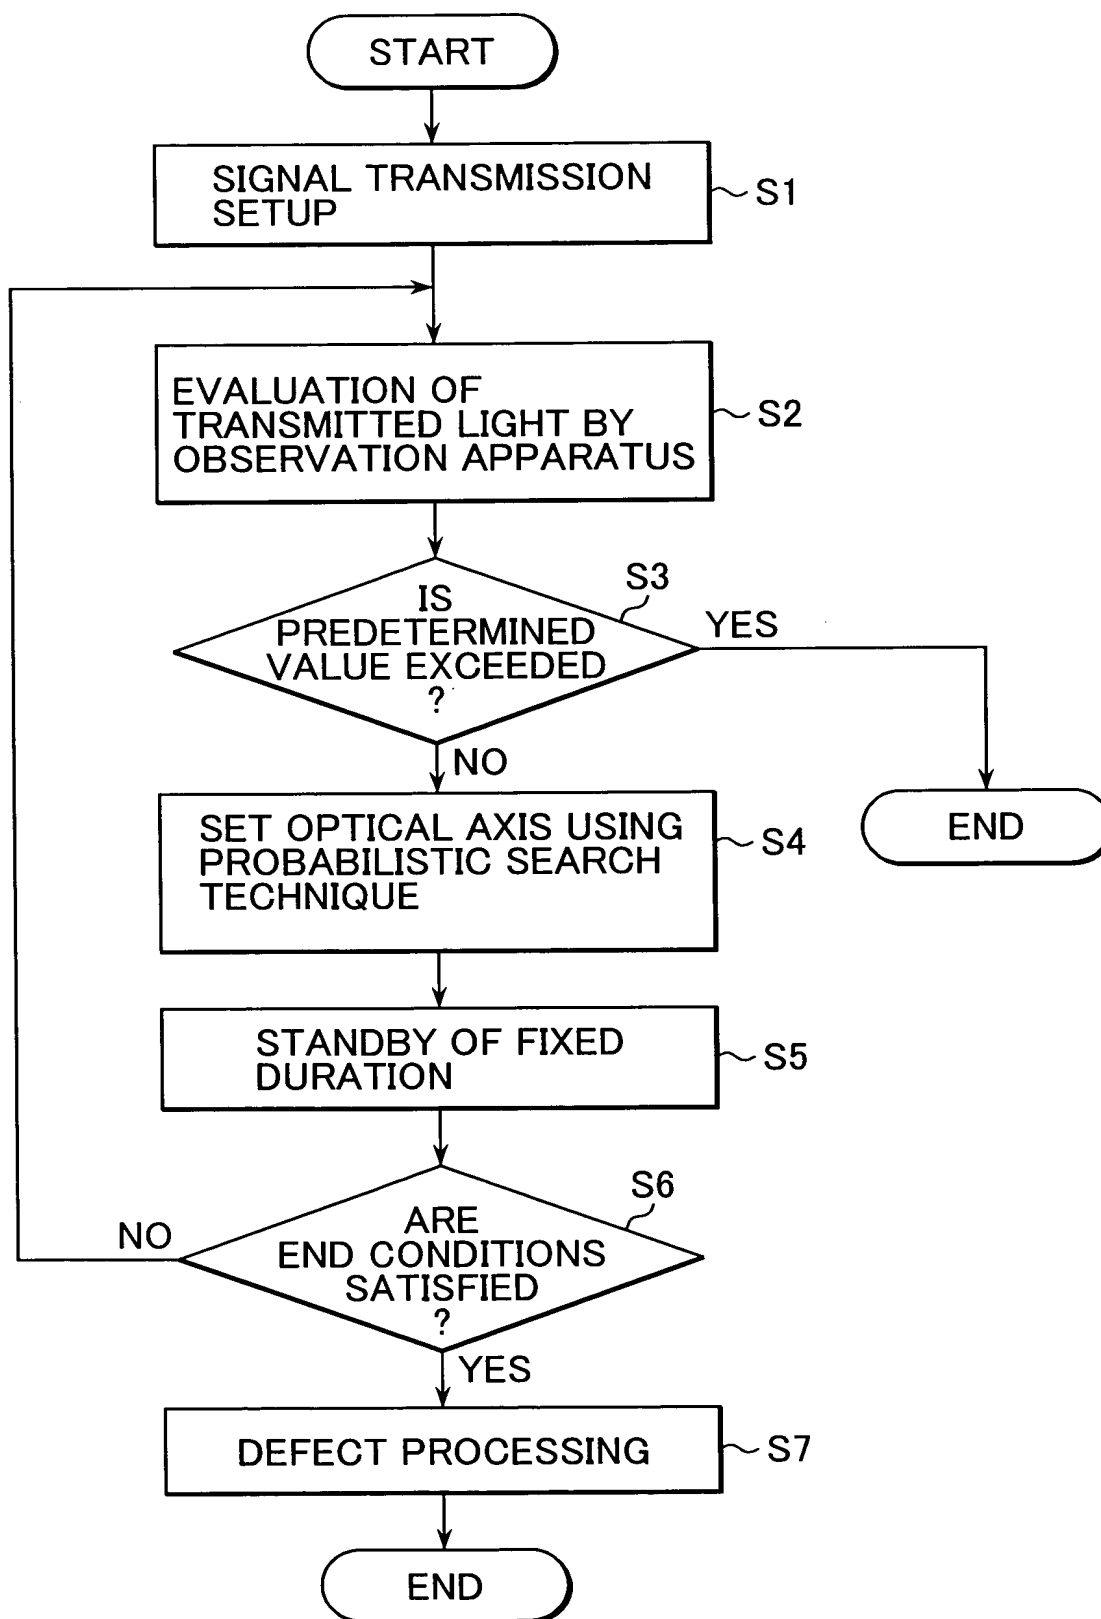 START
SIGNAL TRANSMISSION
SETUP
S1
EVALUATION OF
TRANSMITTED LIGHT BY
OBSERVATION APPARATUS
S2
IS
PREDETERMINED
VALUE EXCEEDED
?
S3
YES
NO
END
SET OPTICAL AXIS USING
PROBABILISTIC SEARCH
TECHNIQUE
S4
STANDBY OF FIXED
DURATION
S5
ARE
END CONDITIONS
SATISFIED
?
S6
NO
YES
DEFECT PROCESSING
S7
END